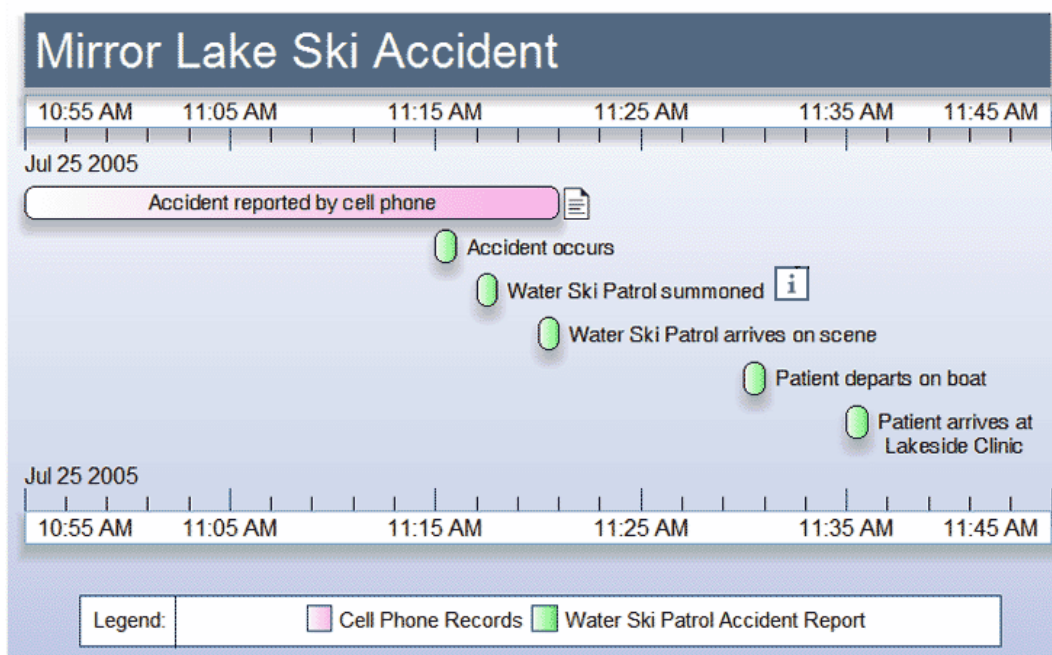 Mirror Lake Ski Accident
10:55 AM 11:05 AM 11:15 AM 11:25 AM 11:35 AM 11:45 AM
Jul 25 2005
Accident reported by cell phone
Accident occurs
Water Ski Patrol summoned i
Water Ski Patrol arrives on scene
Patient departs on boat
Patient arrives at
Lakeside Clinic
Jul 25 2005
10:55 AM 11:05 AM 11:15 AM 11:25 AM 11:35 AM 11:45 AM
Legend: Cell Phone Records Water Ski Patrol Accident Report